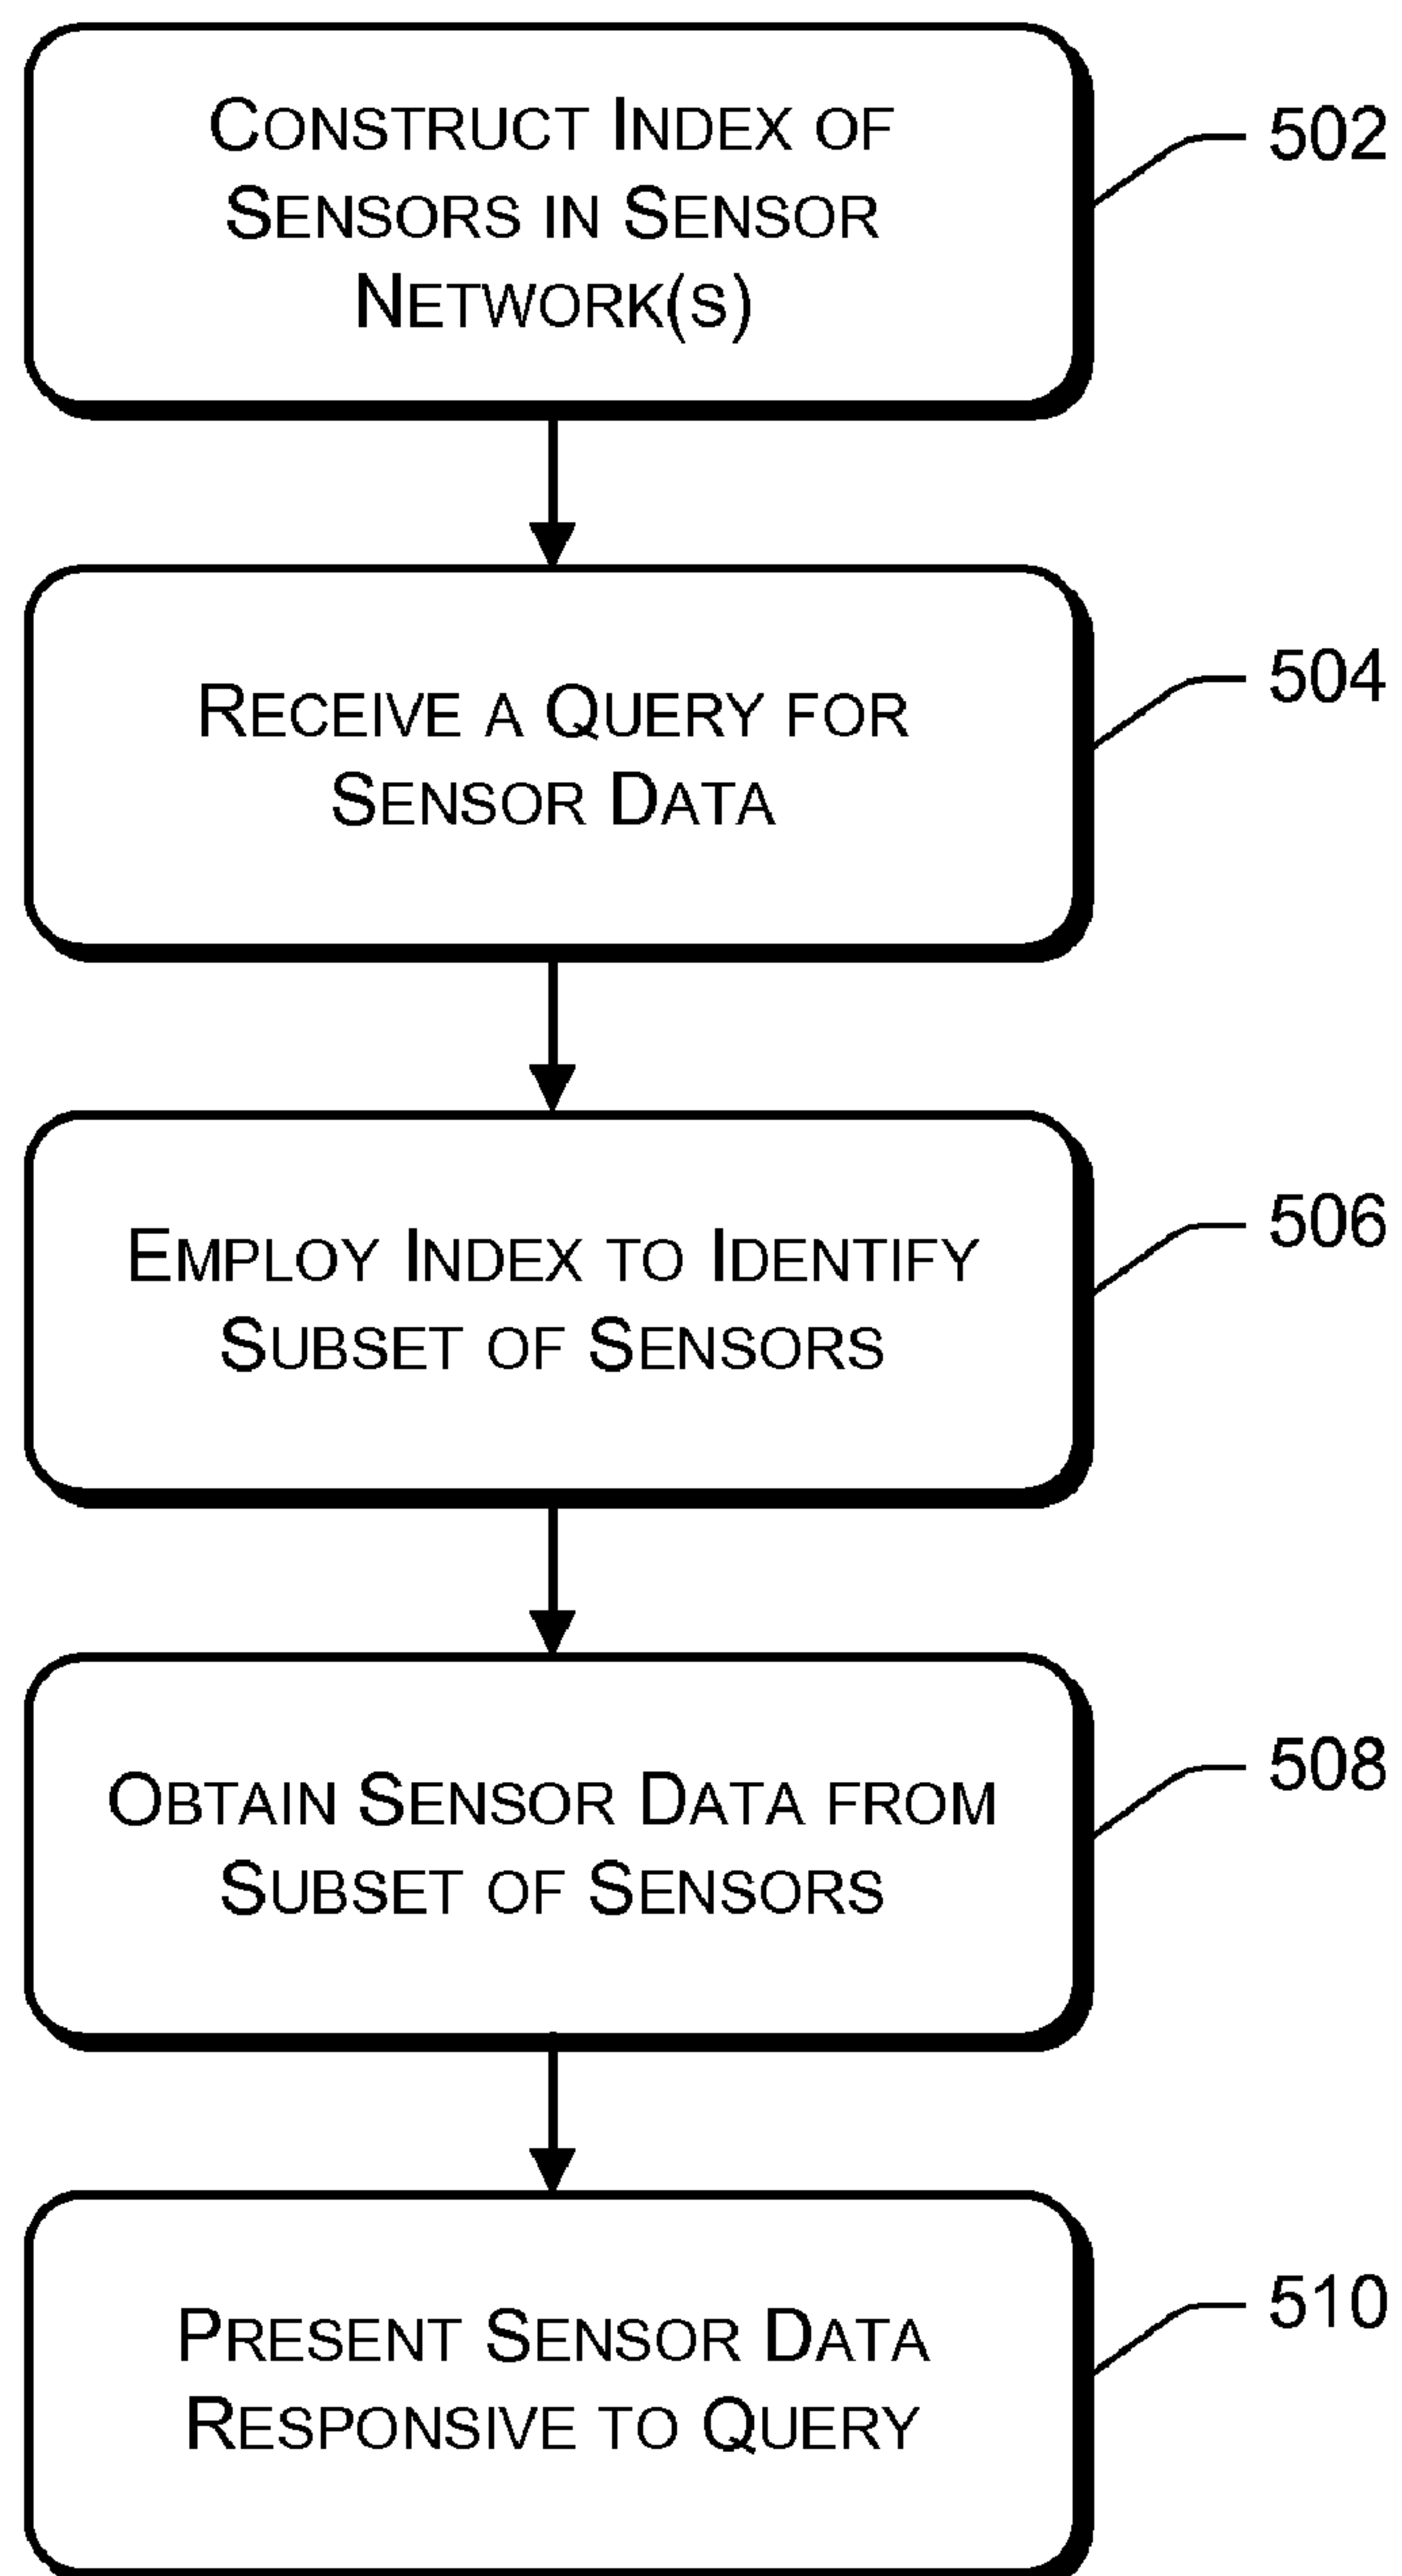 CONSTRUCT INDEX OF
SENSORS IN SENSOR
NETWORK(S)
502
RECEIVE A QUERY FOR
SENSOR DATA
504
EMPLOY INDEX TO IDENTIFY
SUBSET OF SENSORS
506
OBTAIN SENSOR DATA FROM
SUBSET OF SENSORS
508
PRESENT SENSOR DATA
RESPONSIVE TO QUERY
510